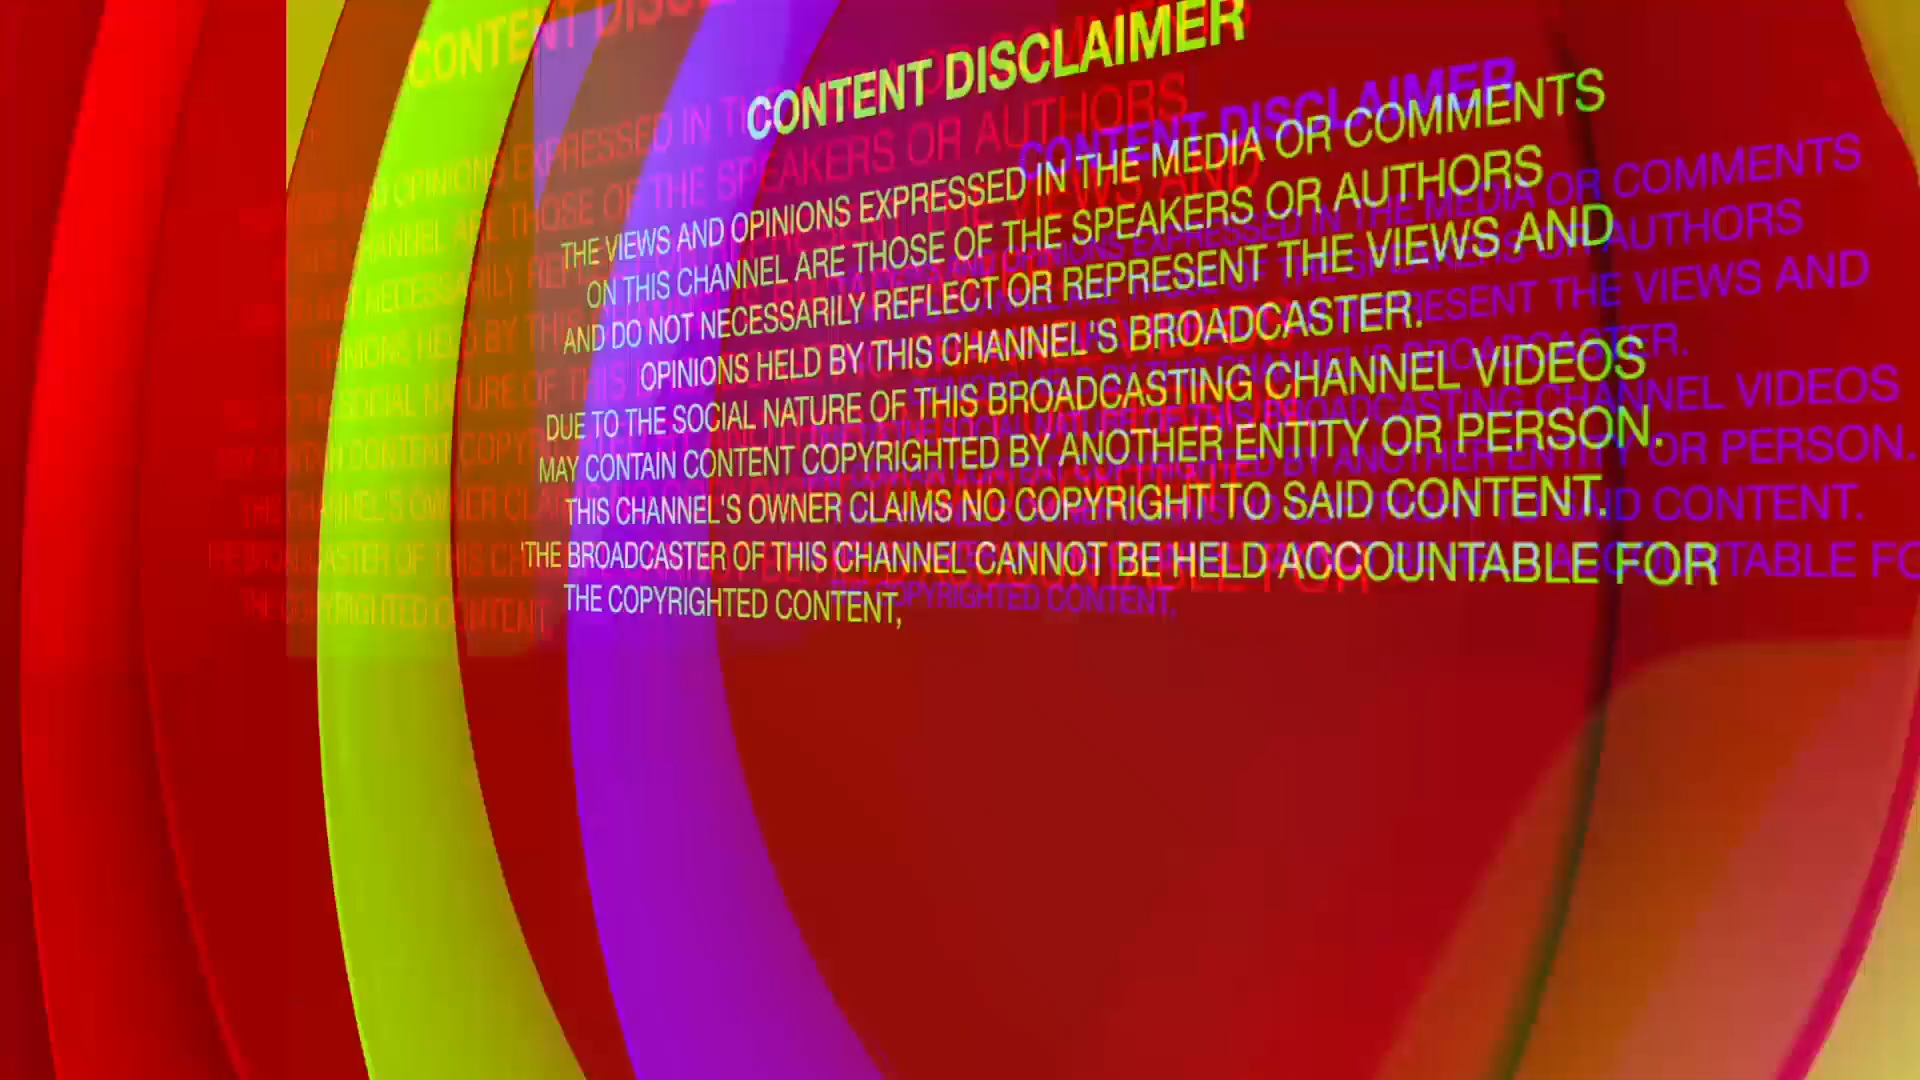 CONTENT DISCLAIMER
THE VIEWS AND OPINIONS EXPRESSED IN THE MEDIA OR COMMENTS
ON THIS CHANNEL ARE THOSE OF THE SPEAKERS OR AUTHORS
AND DO NOT NECESSARILY REFLECT OR REPRESENT THE VIEWS AND
OPINIONS HELD BY THIS CHANNEL'S BROADCASTER.
DUE TO THE SOCIAL NATURE OF THIS BROADCASTING CHANNEL VIDEOS
MAY CONTAIN CONTENT COPYRIGHTED BY ANOTHER ENTITY OR PERSON.
THIS CHANNEL'S OWNER CLAIMS NO COPYRIGHT TO SAID CONTENT.
'THE BROADCASTER OF THIS CHANNEL CANNOT BE HELD ACCOUNTABLE FOR
THE COPYRIGHTED CONTENT,